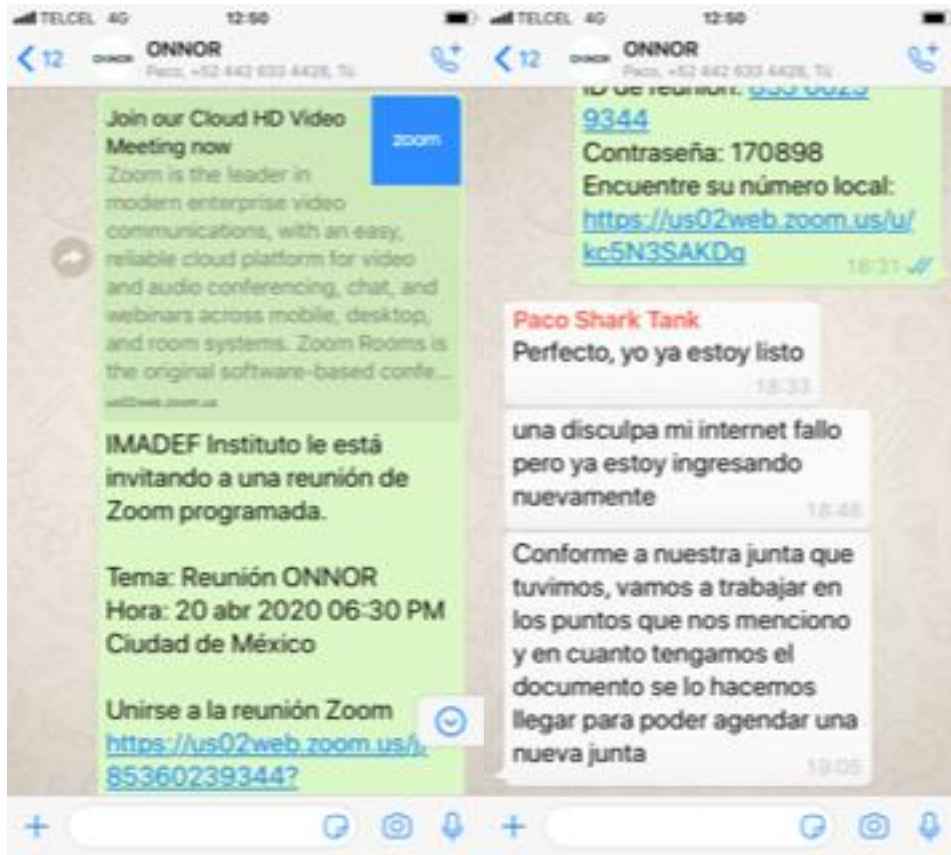 TELCEL 4G 12:50
12 ONNOR
Paco, +52 442 633 4428, Tú
Join our Cloud HD Video
Meeting now
zoom
Zoom is the leader in
modern enterprise video
communications, with an easy,
reliable cloud platform for video
and audio conferencing, chat, and
webinars across mobile, desktop,
and room systems. Zoom Rooms is
the original software-based confe...
us02web.zoom.us
IMADEF Instituto le está
invitando a una reunión de
Zoom programada.
Tema: Reunión ONNOR
Hora: 20 abr 2020 06:30 PM
Ciudad de México
Unirse a la reunión Zoom
https://us02web.zoom.us/j/
85360239344?
TELCEL 4G 12:50
12 ONNOR
Paco, +52 442 633 4428, Tú
ID de reunión: 853 6023
9344
Contraseña: 170898
Encuentre su número local:
https://us02web.zoom.us/u/
kc5N3SAKDq
18:31
Paco Shark Tank
Perfecto, yo ya estoy listo
18:33
una disculpa mi internet fallo
pero ya estoy ingresando
nuevamente
18:48
Conforme a nuestra junta que
tuvimos, vamos a trabajar en
los puntos que nos menciono
y en cuanto tengamos el
documento se lo hacemos
llegar para poder agendar una
nueva junta
19:05